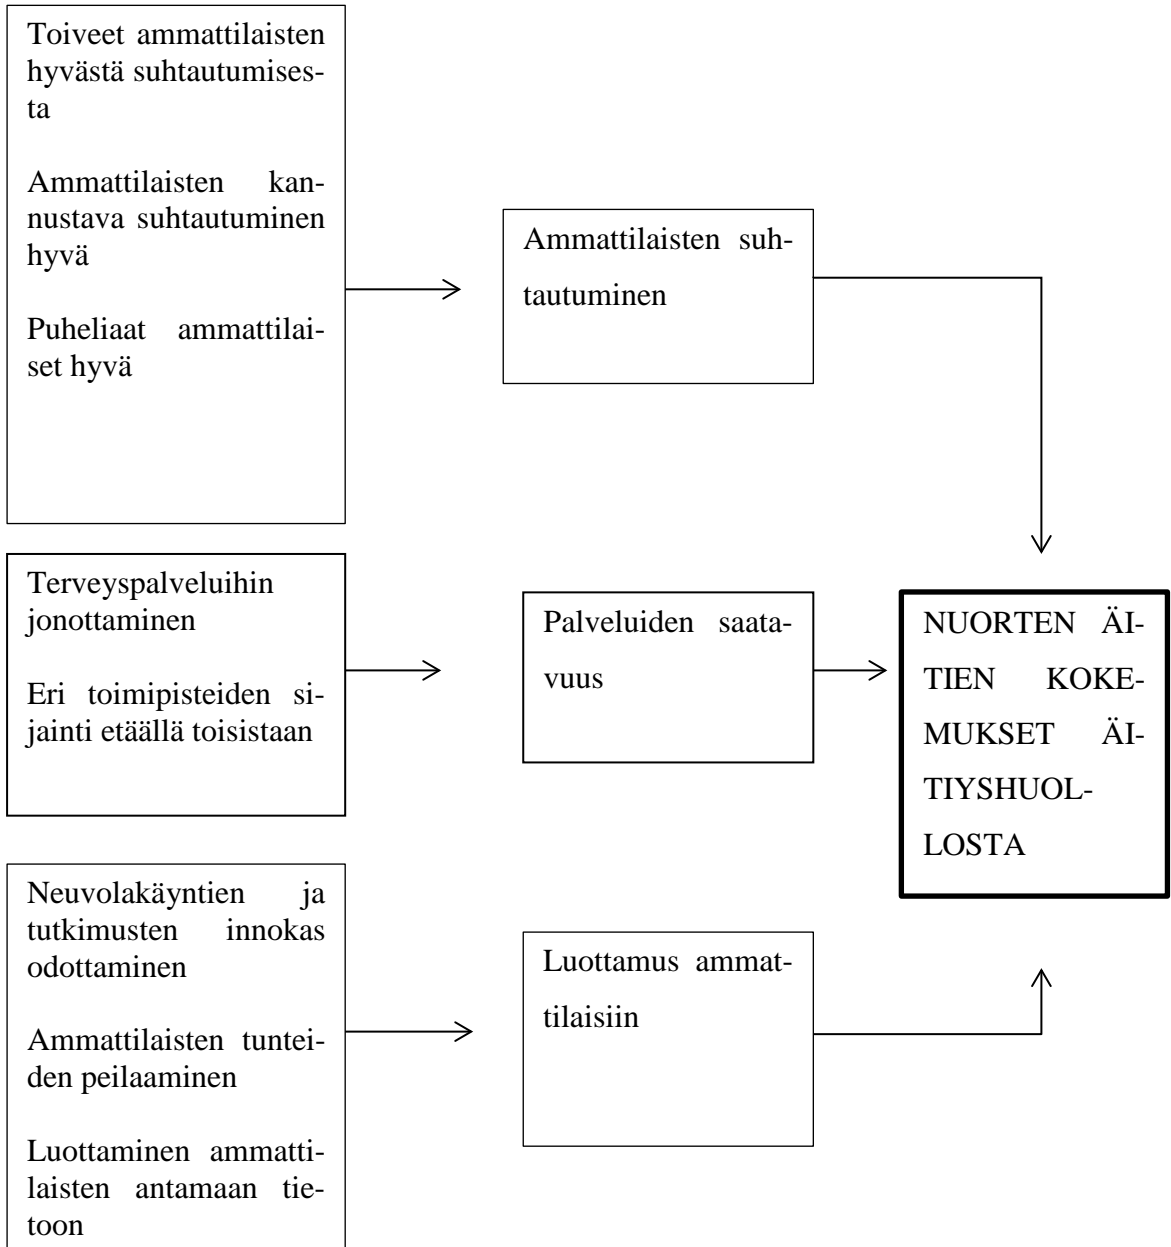 Toiveet ammattilaisten
hyvästä suhtautumises-
ta
Ammattilaisten kan-
nustava suhtautuminen
hyvä
Puheliaat ammattilai-
set hyvä
Ammattilaisten suh-
tautuminen
Terveyspalveluihin
jonottaminen
Eri toimipisteiden si-
jainti etäällä toisistaan
Palveluiden saata-
vuus
NUORTEN ÄI-
TIEN KOKE-
MUKSET ÄI-
TIYSHUOL-
LOSTA
Neuvolakäyntien ja
tutkimusten innokas
odottaminen
Ammattilaisten tuntei-
den peilaaminen
Luottaminen ammatti-
laisten antamaan tie-
toon
Luottamus ammat-
tilaisiin